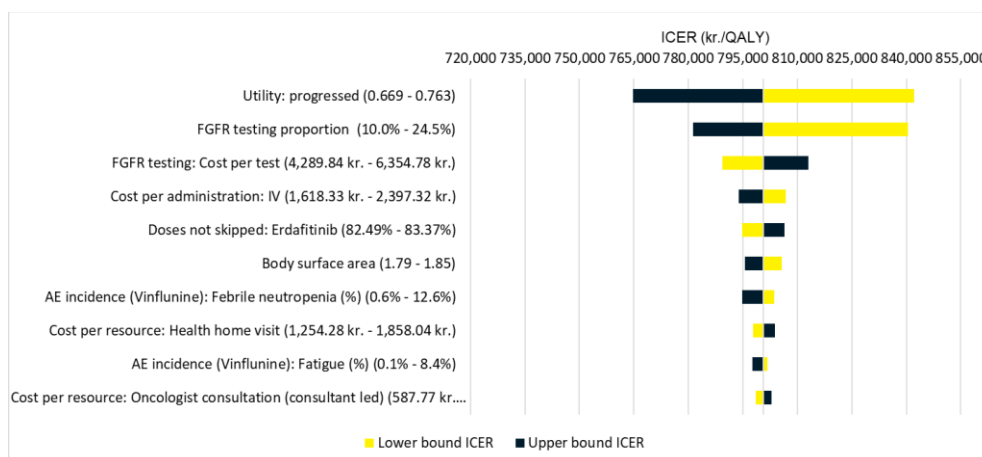 ICER (kr./QALY)
720,000 735,000 750,000 765,000 780,000 795,000 810,000 825,000 840,000 855,000
Utility: progressed (0.669 - 0.763)
FGFR testing proportion (10.0% - 24.5%)
FGFR testing: Cost per test (4,289.84 kr. - 6,354.78 kr.)
Cost per administration: IV (1,618.33 kr. - 2,397.32 kr.)
Doses not skipped: Erdafitinib (82.49% - 83.37%)
Body surface area (1.79 - 1.85)
AE incidence (Vinflunine): Febrile neutropenia (%) (0.6% - 12.6%)
Cost per resource: Health home visit (1,254.28 kr. - 1,858.04 kr.)
AE incidence (Vinflunine): Fatigue (%) (0.1% - 8.4%)
Cost per resource: Oncologist consultation (consultant led) (587.77 kr....
Lower bound ICER Upper bound ICER